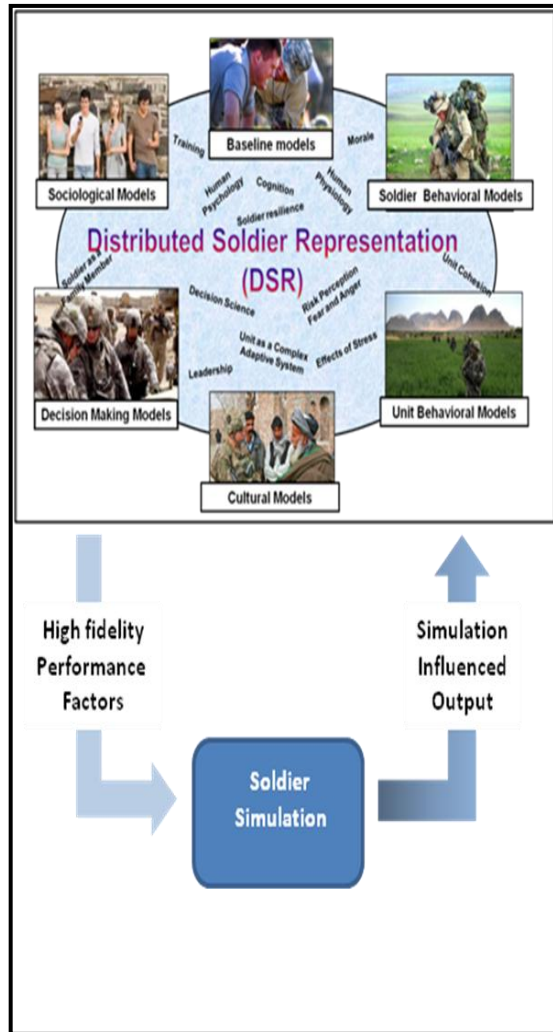 Baseline models
Sociological Models
Soldier Behavioral Models
Training
Morale
Human
Psychology
Cognition
Human
Physiology
Soldier resilience
Distributed Soldier Representation
(DSR)
Soldier as a
Family Member
Decision Science
Risk Perception
Fear and Anger
Unit Cohesion
Unit as a Complex
Adaptive System
Effects of Stress
Leadership
Decision Making Models
Unit Behavioral Models
Cultural Models
High fidelity
Performance
Factors
Simulation
Influenced
Output
Soldier
Simulation